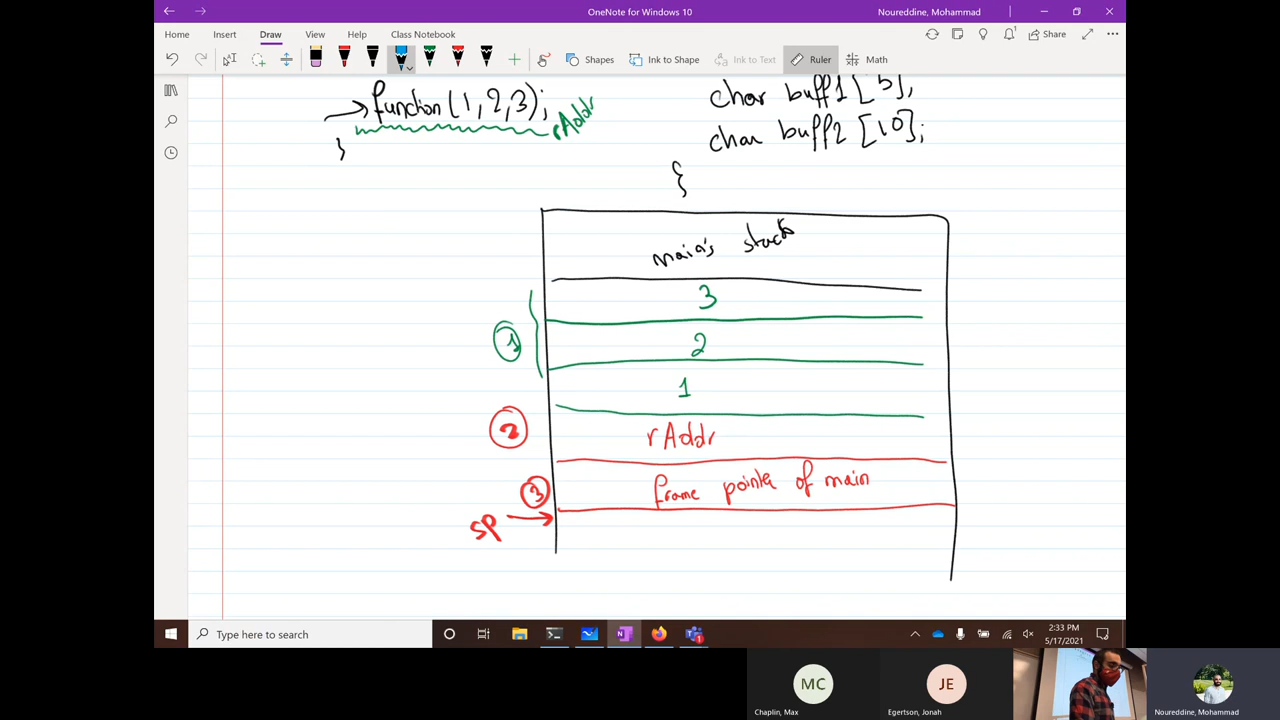 OneNote for Windows 10
Noureddine, Mohammad
Home Insert Draw View Help Class Notebook
Share
Shapes Ink to Shape Ink to Text Ruler Math
function(1,2,3);
rAddr
}
char buff1[5];
char buff2[10];
}
main's stack
3
1
2
1
2
rAddr
3
frame pointer of main
SP
Type here to search
2:33 PM
5/17/2021
MC
Chaplin, Max
JE
Egertson, Jonah
Noureddine, Mohammad